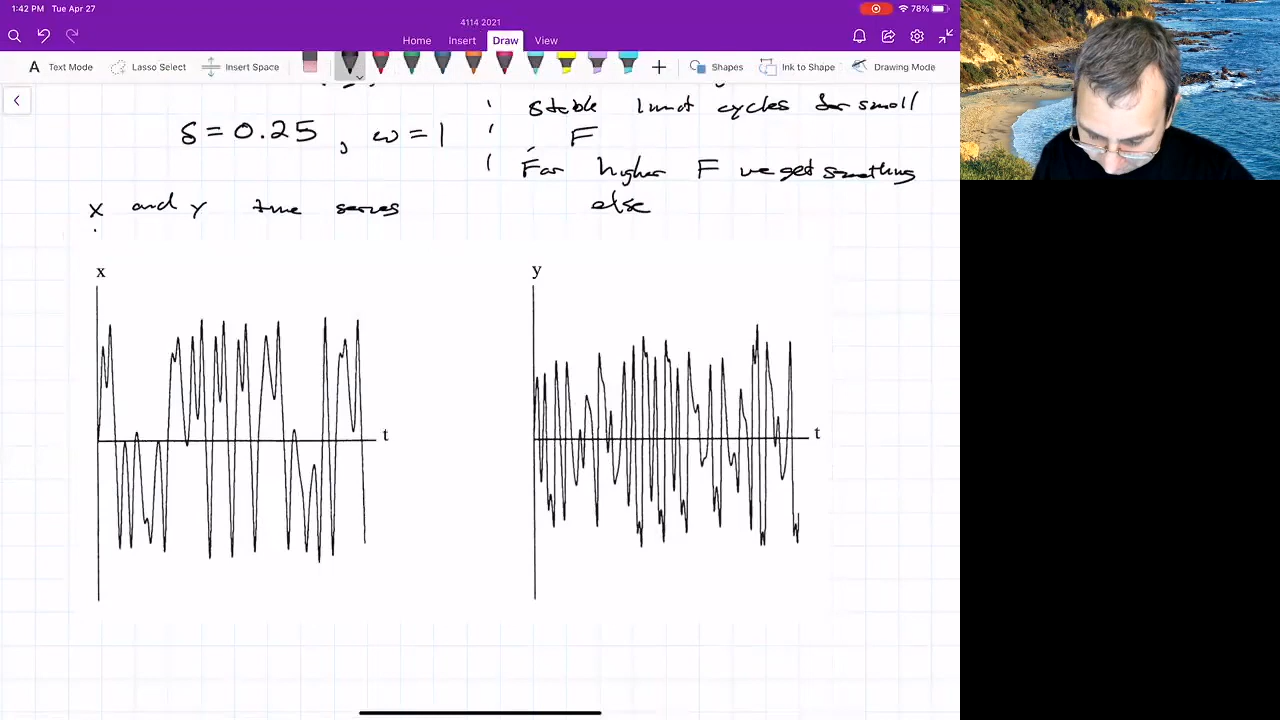 1:42 PM Tue Apr 27
78%
4114 2021
Home Insert Draw View
Text Mode Lasso Select Insert Space Shapes Ink to Shape Drawing Mode
stable limit cycles for small
F
δ = 0.25 , ω = 1
For higher F we get something
else
x and y time series
x
t
y
t